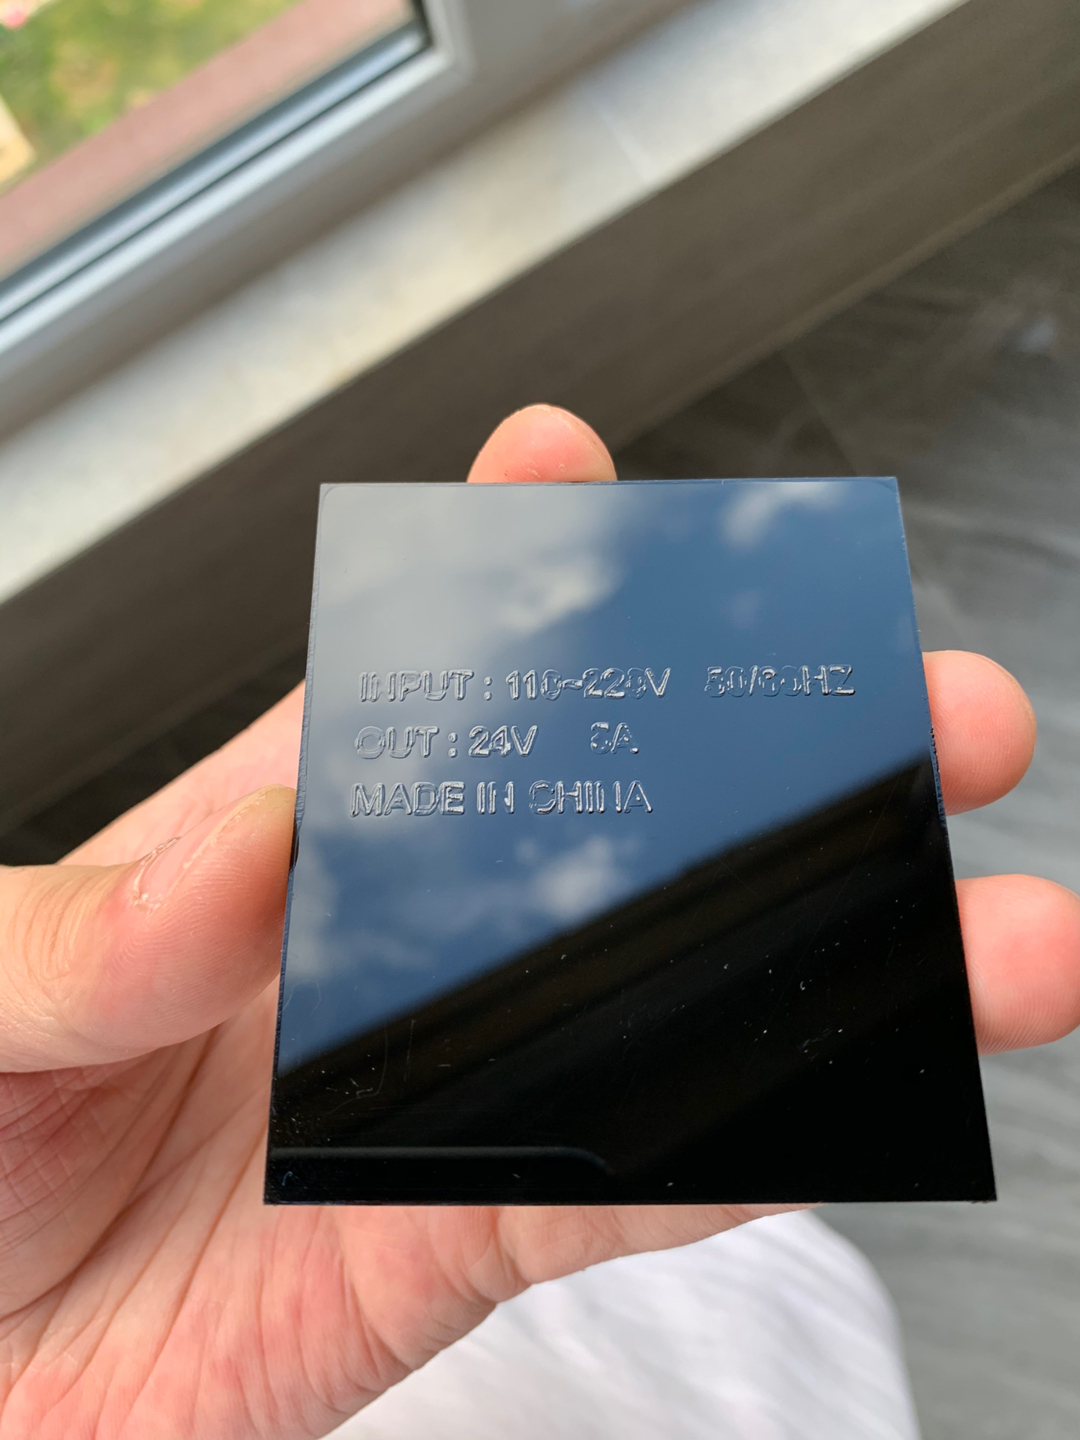 INPUT : 110~220V 50/60HZ
OUT : 24V
MADE IN CHINA